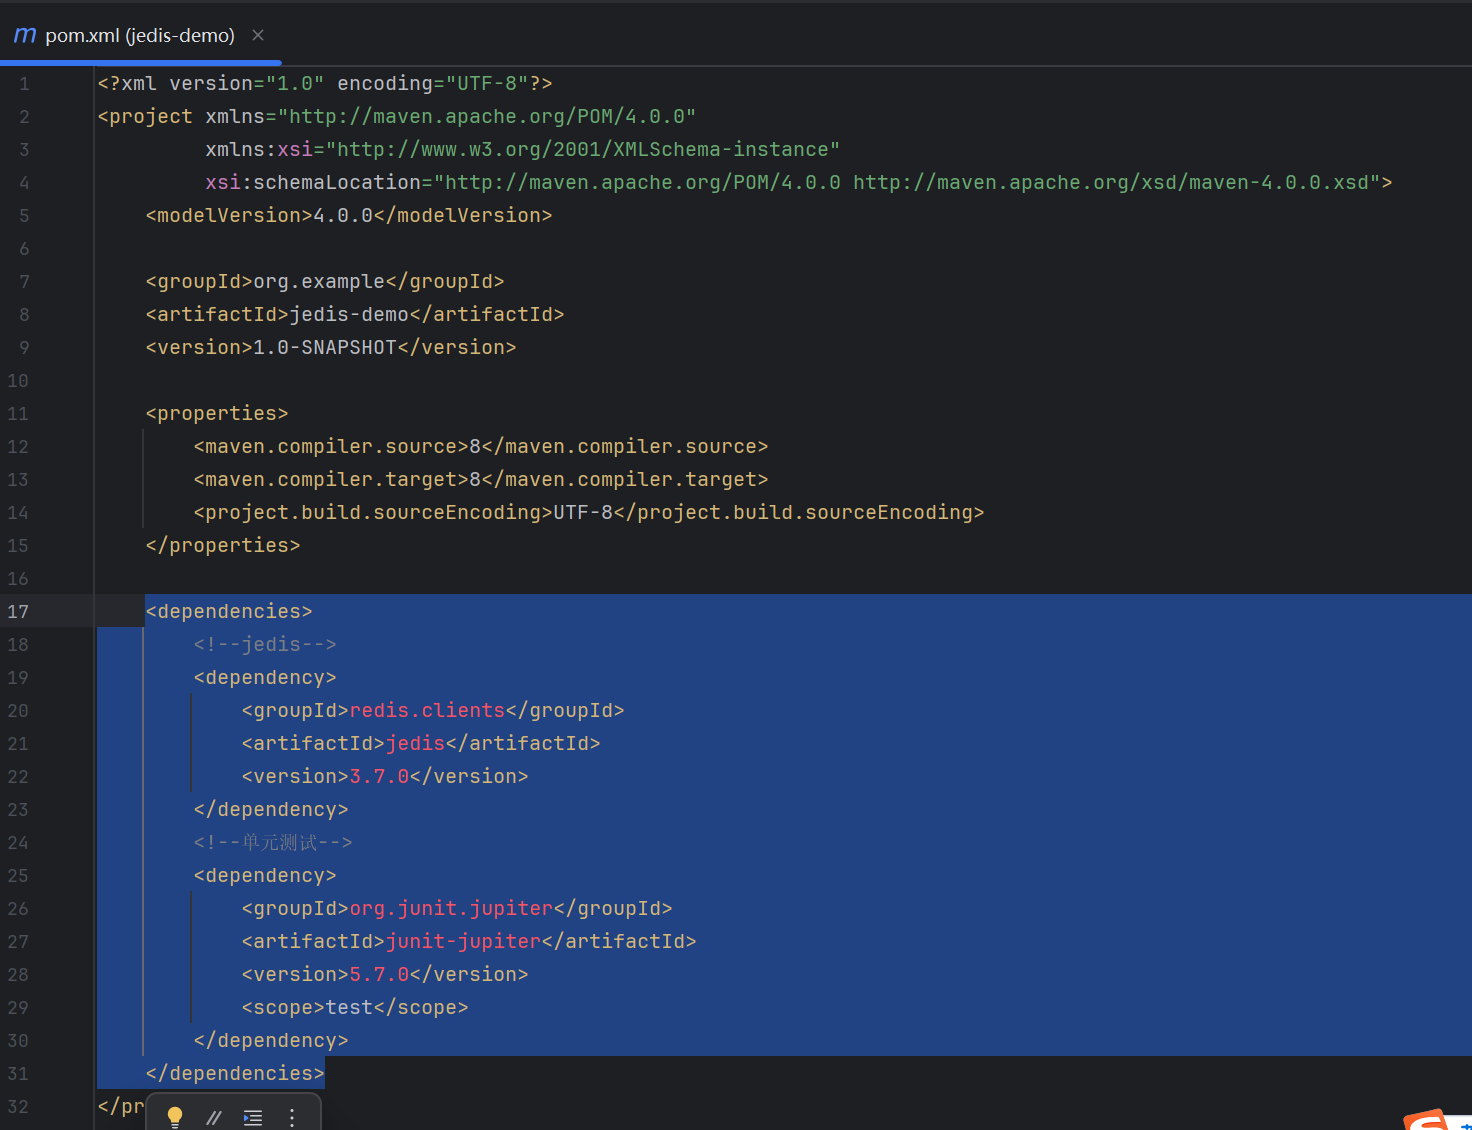 pom.xml (jedis-demo)
1 <?xml version="1.0" encoding="UTF-8"?>
2 <project xmlns="http://maven.apache.org/POM/4.0.0"
3 xmlns:xsi="http://www.w3.org/2001/XMLSchema-instance"
4 xsi:schemaLocation="http://maven.apache.org/POM/4.0.0 http://maven.apache.org/xsd/maven-4.0.0.xsd">
5 <modelVersion>4.0.0</modelVersion>
6
7 <groupId>org.example</groupId>
8 <artifactId>jedis-demo</artifactId>
9 <version>1.0-SNAPSHOT</version>
10
11 <properties>
12 <maven.compiler.source>8</maven.compiler.source>
13 <maven.compiler.target>8</maven.compiler.target>
14 <project.build.sourceEncoding>UTF-8</project.build.sourceEncoding>
15 </properties>
16
17 <dependencies>
18 <!--jedis-->
19 <dependency>
20 <groupId>redis.clients</groupId>
21 <artifactId>jedis</artifactId>
22 <version>3.7.0</version>
23 </dependency>
24 <!--单元测试-->
25 <dependency>
26 <groupId>org.junit.jupiter</groupId>
27 <artifactId>junit-jupiter</artifactId>
28 <version>5.7.0</version>
29 <scope>test</scope>
30 </dependency>
31 </dependencies>
32 </pr